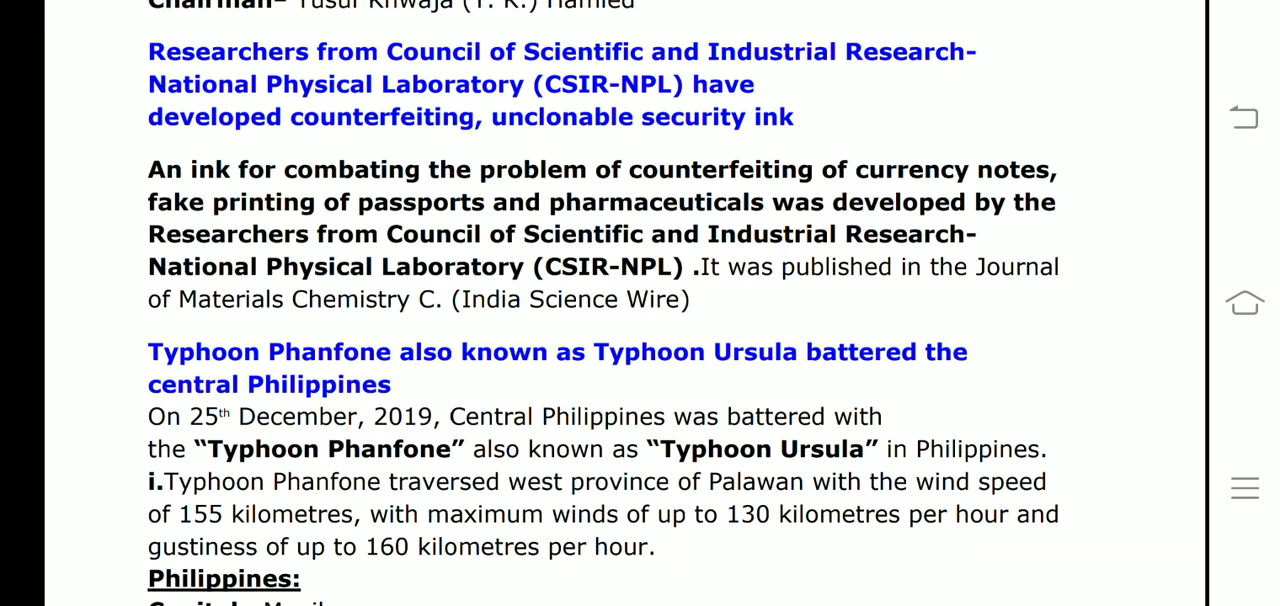 Chairman– Yusuf Khwaja (Y. K.) Hamied
Researchers from Council of Scientific and Industrial Research-
National Physical Laboratory (CSIR-NPL) have
developed counterfeiting, unclonable security ink
An ink for combating the problem of counterfeiting of currency notes,
fake printing of passports and pharmaceuticals was developed by the
Researchers from Council of Scientific and Industrial Research-
National Physical Laboratory (CSIR-NPL) .It was published in the Journal
of Materials Chemistry C. (India Science Wire)
Typhoon Phanfone also known as Typhoon Ursula battered the
central Philippines
On 25th December, 2019, Central Philippines was battered with
the “Typhoon Phanfone” also known as “Typhoon Ursula” in Philippines.
i.Typhoon Phanfone traversed west province of Palawan with the wind speed
of 155 kilometres, with maximum winds of up to 130 kilometres per hour and
gustiness of up to 160 kilometres per hour.
Philippines: